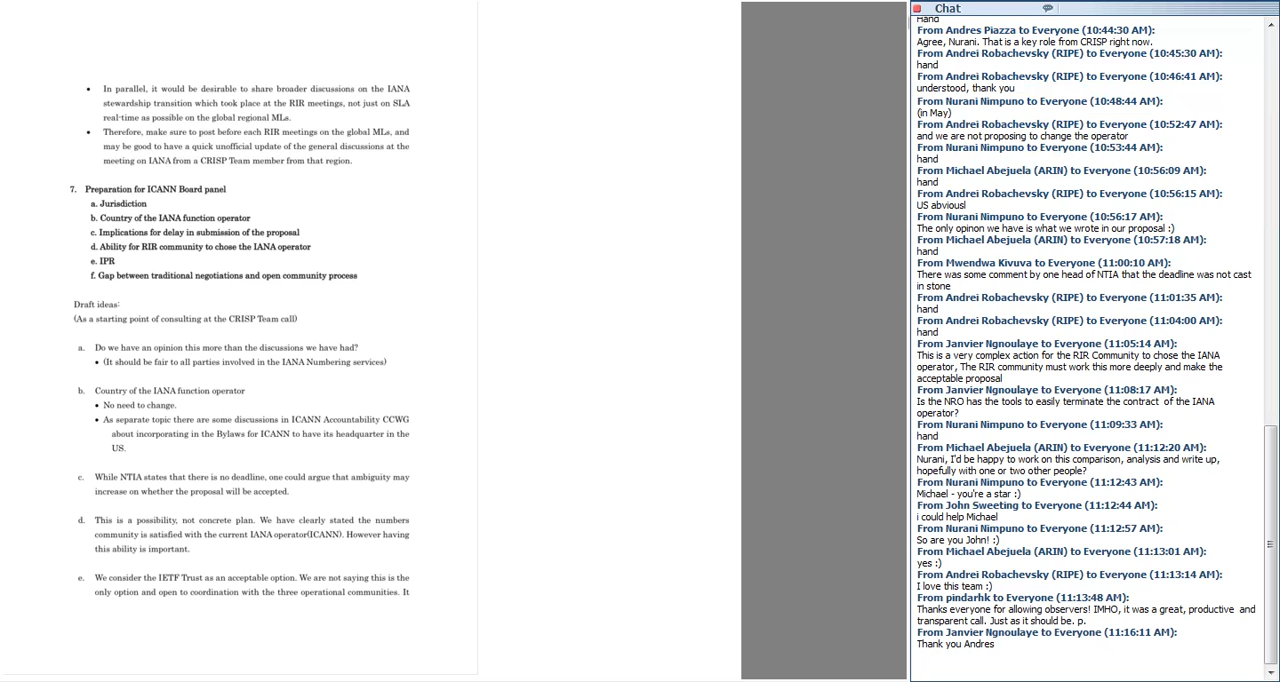 • In parallel, it would be desirable to share broader discussions on the IANA
stewardship transition which took place at the RIR meetings, not just on SLA
real-time as possible on the global regional MLs.
• Therefore, make sure to post before each RIR meetings on the global MLs, and
may be good to have a quick unofficial update of the general discussions at the
meeting on IANA from a CRISP Team member from that region.
7. Preparation for ICANN Board panel
a. Jurisdiction
b. Country of the IANA function operator
c. Implications for delay in submission of the proposal
d. Ability for RIR community to chose the IANA operator
e. IPR
f. Gap between traditional negotiations and open community process
Draft ideas:
(As a starting point of consulting at the CRISP Team call)
a. Do we have an opinion this more than the discussions we have had?
• (It should be fair to all parties involved in the IANA Numbering services)
b. Country of the IANA function operator
• No need to change.
• As separate topic there are some discussions in ICANN Accountability CCWG
about incorporating in the Bylaws for ICANN to have its headquarter in the
US.
c. While NTIA states that there is no deadline, one could argue that ambiguity may
increase on whether the proposal will be accepted.
d. This is a possibility, not concrete plan. We have clearly stated the numbers
community is satisfied with the current IANA operator(ICANN). However having
this ability is important.
e. We consider the IETF Trust as an acceptable option. We are not saying this is the
only option and open to coordination with the three operational communities. It
Chat
Hand
From Andres Piazza to Everyone (10:44:30 AM):
Agree, Nurani. That is a key role from CRISP right now.
From Andrei Robachevsky (RIPE) to Everyone (10:45:30 AM):
hand
From Andrei Robachevsky (RIPE) to Everyone (10:46:41 AM):
understood, thank you
From Nurani Nimpuno to Everyone (10:48:44 AM):
(in May)
From Andrei Robachevsky (RIPE) to Everyone (10:52:47 AM):
and we are not proposing to change the operator
From Nurani Nimpuno to Everyone (10:53:44 AM):
hand
From Michael Abejuela (ARIN) to Everyone (10:56:09 AM):
hand
From Andrei Robachevsky (RIPE) to Everyone (10:56:15 AM):
US abviousl
From Nurani Nimpuno to Everyone (10:56:17 AM):
The only opinon we have is what we wrote in our proposal :)
From Michael Abejuela (ARIN) to Everyone (10:57:18 AM):
hand
From Mwendwa Kivuva to Everyone (11:00:10 AM):
There was some comment by one head of NTIA that the deadline was not cast
in stone
From Andrei Robachevsky (RIPE) to Everyone (11:01:35 AM):
hand
From Andrei Robachevsky (RIPE) to Everyone (11:04:00 AM):
hand
From Janvier Ngnoulaye to Everyone (11:05:14 AM):
This is a very complex action for the RIR Community to chose the IANA
operator, The RIR community must work this more deeply and make the
acceptable proposal
From Janvier Ngnoulaye to Everyone (11:08:17 AM):
Is the NRO has the tools to easily terminate the contract of the IANA
operator?
From Nurani Nimpuno to Everyone (11:09:33 AM):
hand
From Michael Abejuela (ARIN) to Everyone (11:12:20 AM):
Nurani, I'd be happy to work on this comparison, analysis and write up,
hopefully with one or two other people?
From Nurani Nimpuno to Everyone (11:12:43 AM):
Michael - you're a star :)
From John Sweeting to Everyone (11:12:44 AM):
i could help Michael
From Nurani Nimpuno to Everyone (11:12:57 AM):
So are you John! :)
From Michael Abejuela (ARIN) to Everyone (11:13:01 AM):
yes :)
From Andrei Robachevsky (RIPE) to Everyone (11:13:14 AM):
I love this team :)
From pindarhk to Everyone (11:13:48 AM):
Thanks everyone for allowing observers! IMHO, it was a great, productive and
transparent call. Just as it should be. p.
From Janvier Ngnoulaye to Everyone (11:16:11 AM):
Thank you Andres